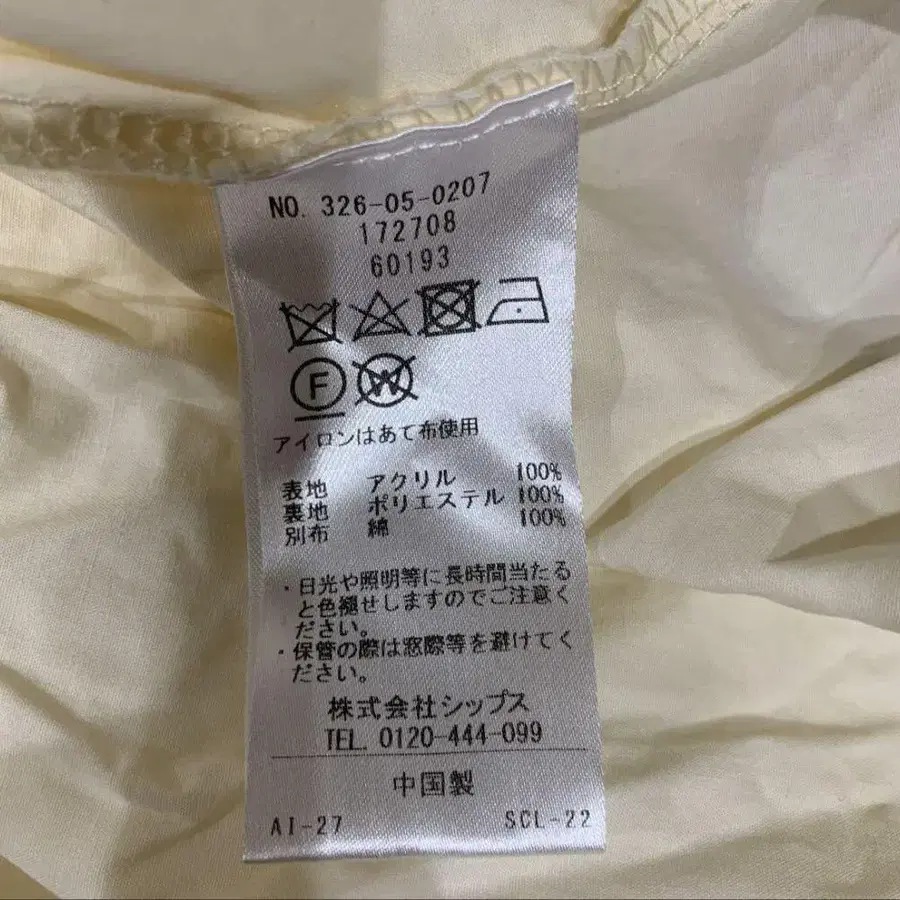 NO. 326-05-0207
172708
60193
F
W
アイロンはあて布使用
表地 アクリル 100%
裏地 ポリエステル 100%
別布 綿 100%
・日光や照明等に長時間当たる
と色褪せしますのでご注意く
ださい。
・保管の際は窓際等を避けてく
ださい。
株式会社シップス
TEL. 0120-444-099
中国製
AI-27 SCL-22